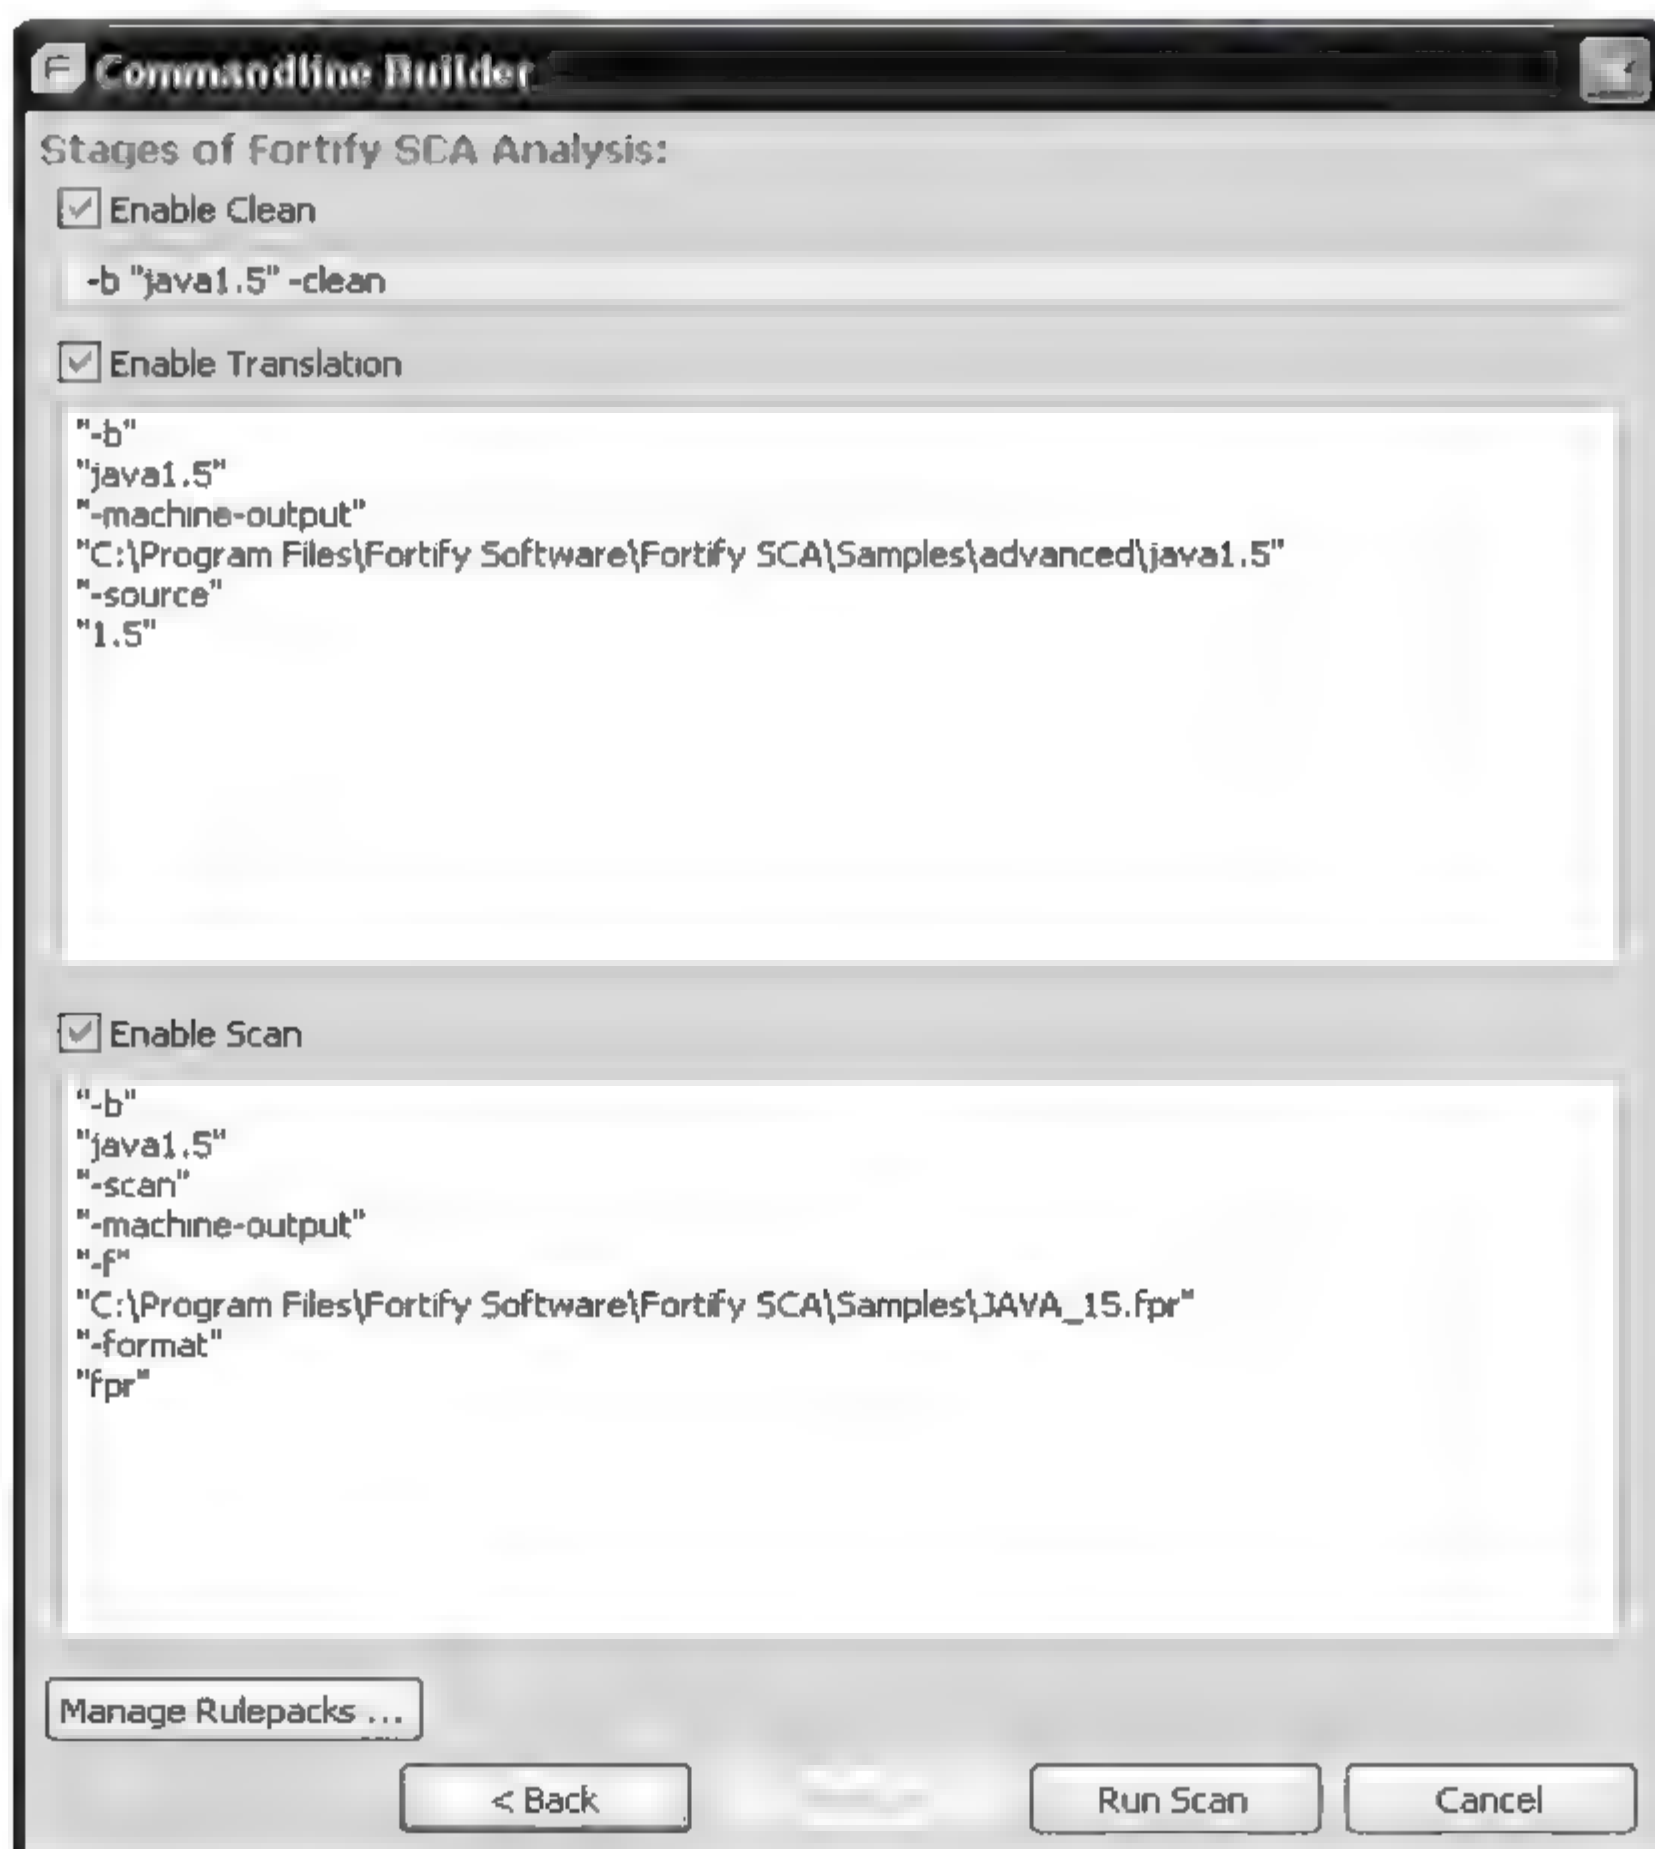 Commandline Builder
Stages of Fortify SCA Analysis:
Enable Clean
-b "java1.5" -clean
Enable Translation
"-b"
"java1.5"
"-machine-output"
"C:\Program Files\Fortify Software\Fortify SCA\Samples\advanced\java1.5"
"-source"
"1.5"
Enable Scan
"-b"
"java1.5"
"-scan"
"-machine-output"
"-f"
"C:\Program Files\Fortify Software\Fortify SCA\Samples\JAVA_15.fpr"
"-format"
"fpr"
Manage Rulepacks ...
< Back
Run Scan
Cancel